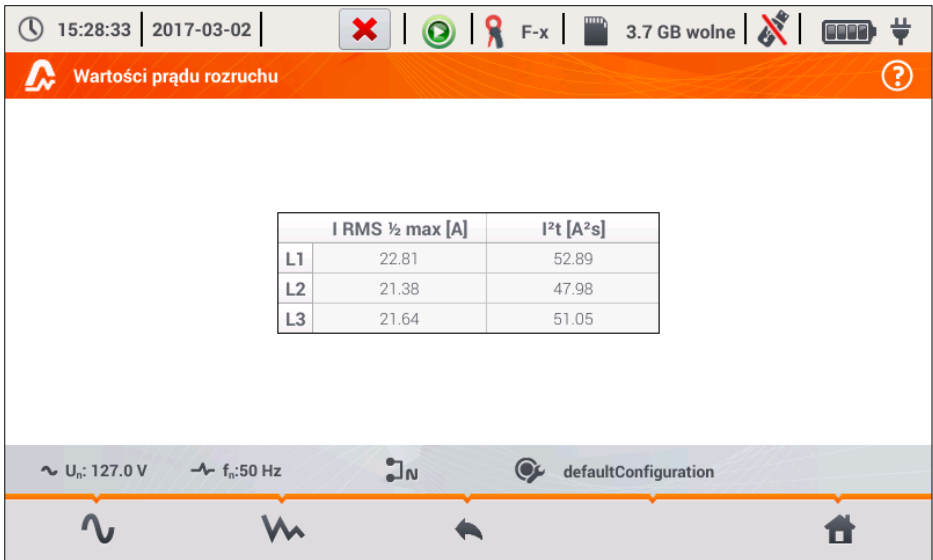 15:28:33 2017-03-02 F-x 3.7 GB wolne
Wartości prądu rozruchu ?
I RMS ½ max [A] I²t [A²s]
L1 22.81 52.89
L2 21.38 47.98
L3 21.64 51.05
Uₙ: 127.0 V fₙ:50 Hz N defaultConfiguration